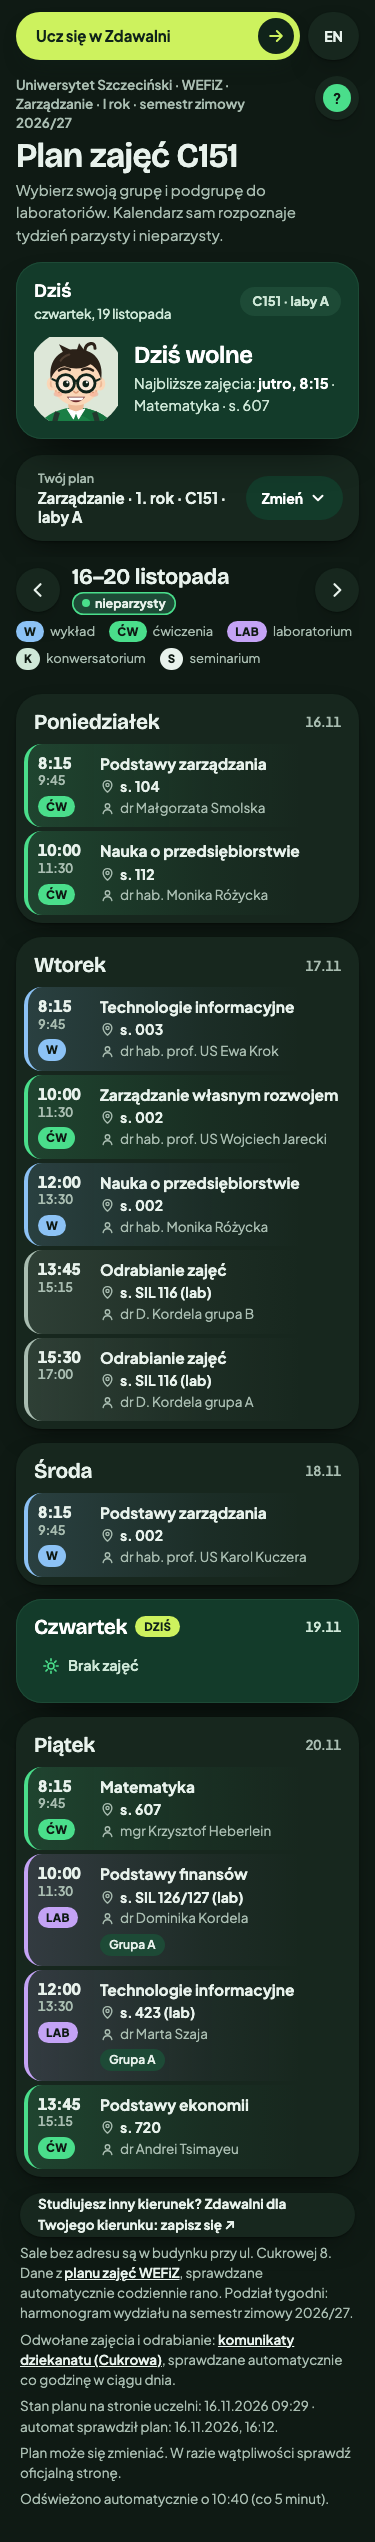 Ucz się w Zdawalni
EN
Uniwersytet Szczeciński · WEFiZ ·
Zarządzanie · I rok · semestr zimowy
2026/27
?
Plan zajęć C151
Wybierz swoją grupę i podgrupę do
laboratoriów. Kalendarz sam rozpoznaje
tydzień parzysty i nieparzysty.
Dziś
czwartek, 19 listopada
C151 · laby A
Dziś wolne
Najbliższe zajęcia: jutro, 8:15 ·
Matematyka · s. 607
Twój plan
Zarządzanie · 1. rok · C151 ·
laby A
Zmień
16–20 listopada
nieparzysty
W wykład ĆW ćwiczenia LAB laboratorium
K konwersatorium S seminarium
Poniedziałek 16.11
8:15 Podstawy zarządzania
9:45 s. 104
ĆW dr Małgorzata Smolska
10:00 Nauka o przedsiębiorstwie
11:30 s. 112
ĆW dr hab. Monika Różycka
Wtorek 17.11
8:15 Technologie informacyjne
9:45 s. 003
W dr hab. prof. US Ewa Krok
10:00 Zarządzanie własnym rozwojem
11:30 s. 002
ĆW dr hab. prof. US Wojciech Jarecki
12:00 Nauka o przedsiębiorstwie
13:30 s. 002
W dr hab. Monika Różycka
13:45 Odrabianie zajęć
15:15 s. SIL 116 (lab)
dr D. Kordela grupa B
15:30 Odrabianie zajęć
17:00 s. SIL 116 (lab)
dr D. Kordela grupa A
Środa 18.11
8:15 Podstawy zarządzania
9:45 s. 002
W dr hab. prof. US Karol Kuczera
Czwartek DZIŚ 19.11
Brak zajęć
Piątek 20.11
8:15 Matematyka
9:45 s. 607
ĆW mgr Krzysztof Heberlein
10:00 Podstawy finansów
11:30 s. SIL 126/127 (lab)
LAB dr Dominika Kordela
Grupa A
12:00 Technologie informacyjne
13:30 s. 423 (lab)
LAB dr Marta Szaja
Grupa A
13:45 Podstawy ekonomii
15:15 s. 720
ĆW dr Andrei Tsimayeu
Studiujesz inny kierunek? Zdawalni dla
Twojego kierunku: zapisz się ↗
Sale bez adresu są w budynku przy ul. Cukrowej 8.
Dane z planu zajęć WEFiZ, sprawdzane
automatycznie codziennie rano. Podział tygodni:
harmonogram wydziału na semestr zimowy 2026/27.
Odwołane zajęcia i odrabianie: komunikaty
dziekanatu (Cukrowa), sprawdzane automatycznie
co godzinę w ciągu dnia.
Stan planu na stronie uczelni: 16.11.2026 09:29 ·
automat sprawdził plan: 16.11.2026, 16:12.
Plan może się zmieniać. W razie wątpliwości sprawdź
oficjalną stronę.
Odświeżono automatycznie o 10:40 (co 5 minut).